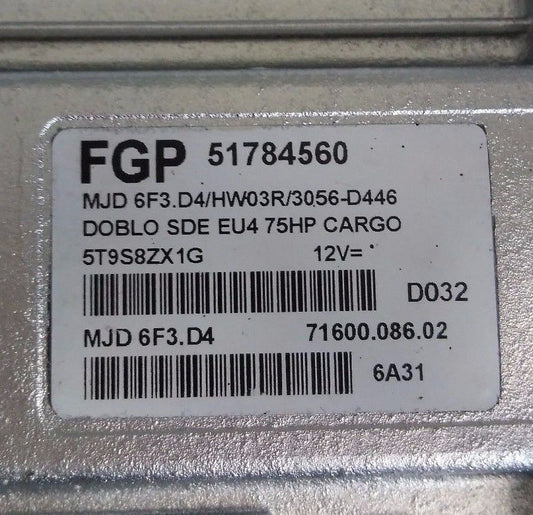 FGP 51784560
MJD 6F3.D4/HW03R/3056-D446
DOBLO SDE EU4 75HP CARGO
5T9S8ZX1G 12V=
D032
MJD 6F3.D4 71600.086.02
6A31